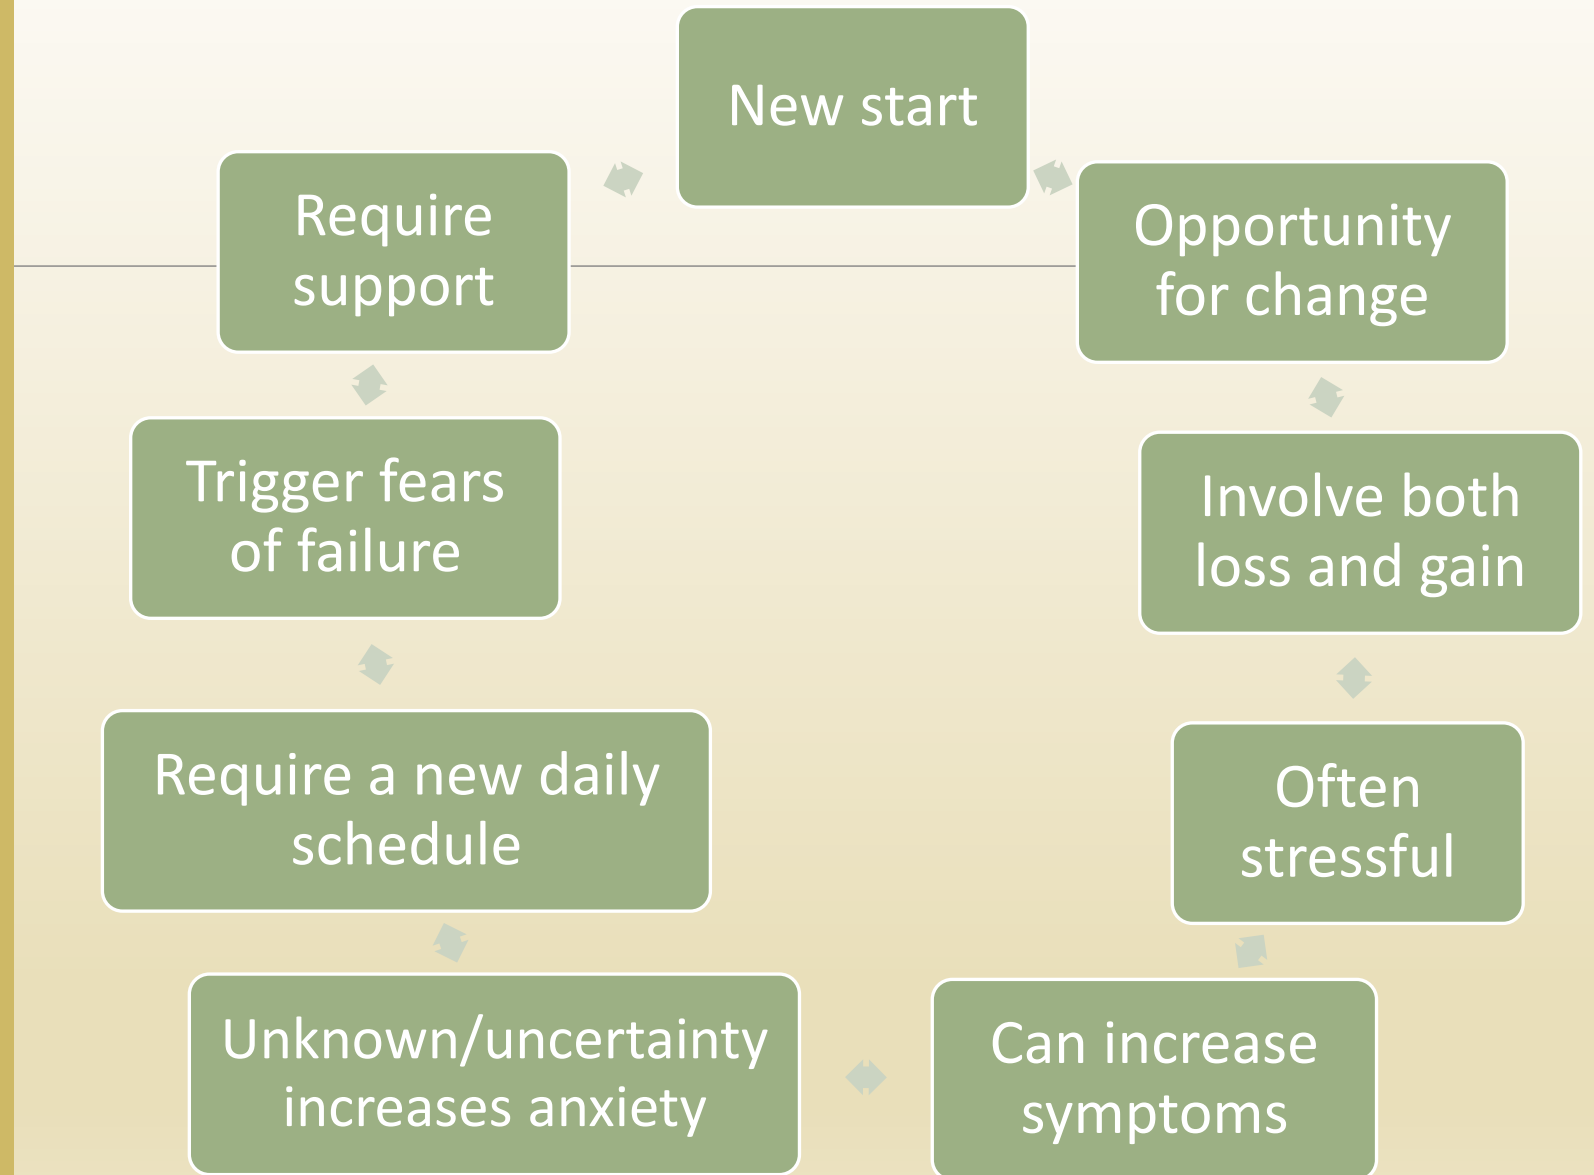 New start
Opportunity
for change
Involve both
loss and gain
Often
stressful
Can increase
symptoms
Unknown/uncertainty
increases anxiety
Require a new daily
schedule
Trigger fears
of failure
Require
support